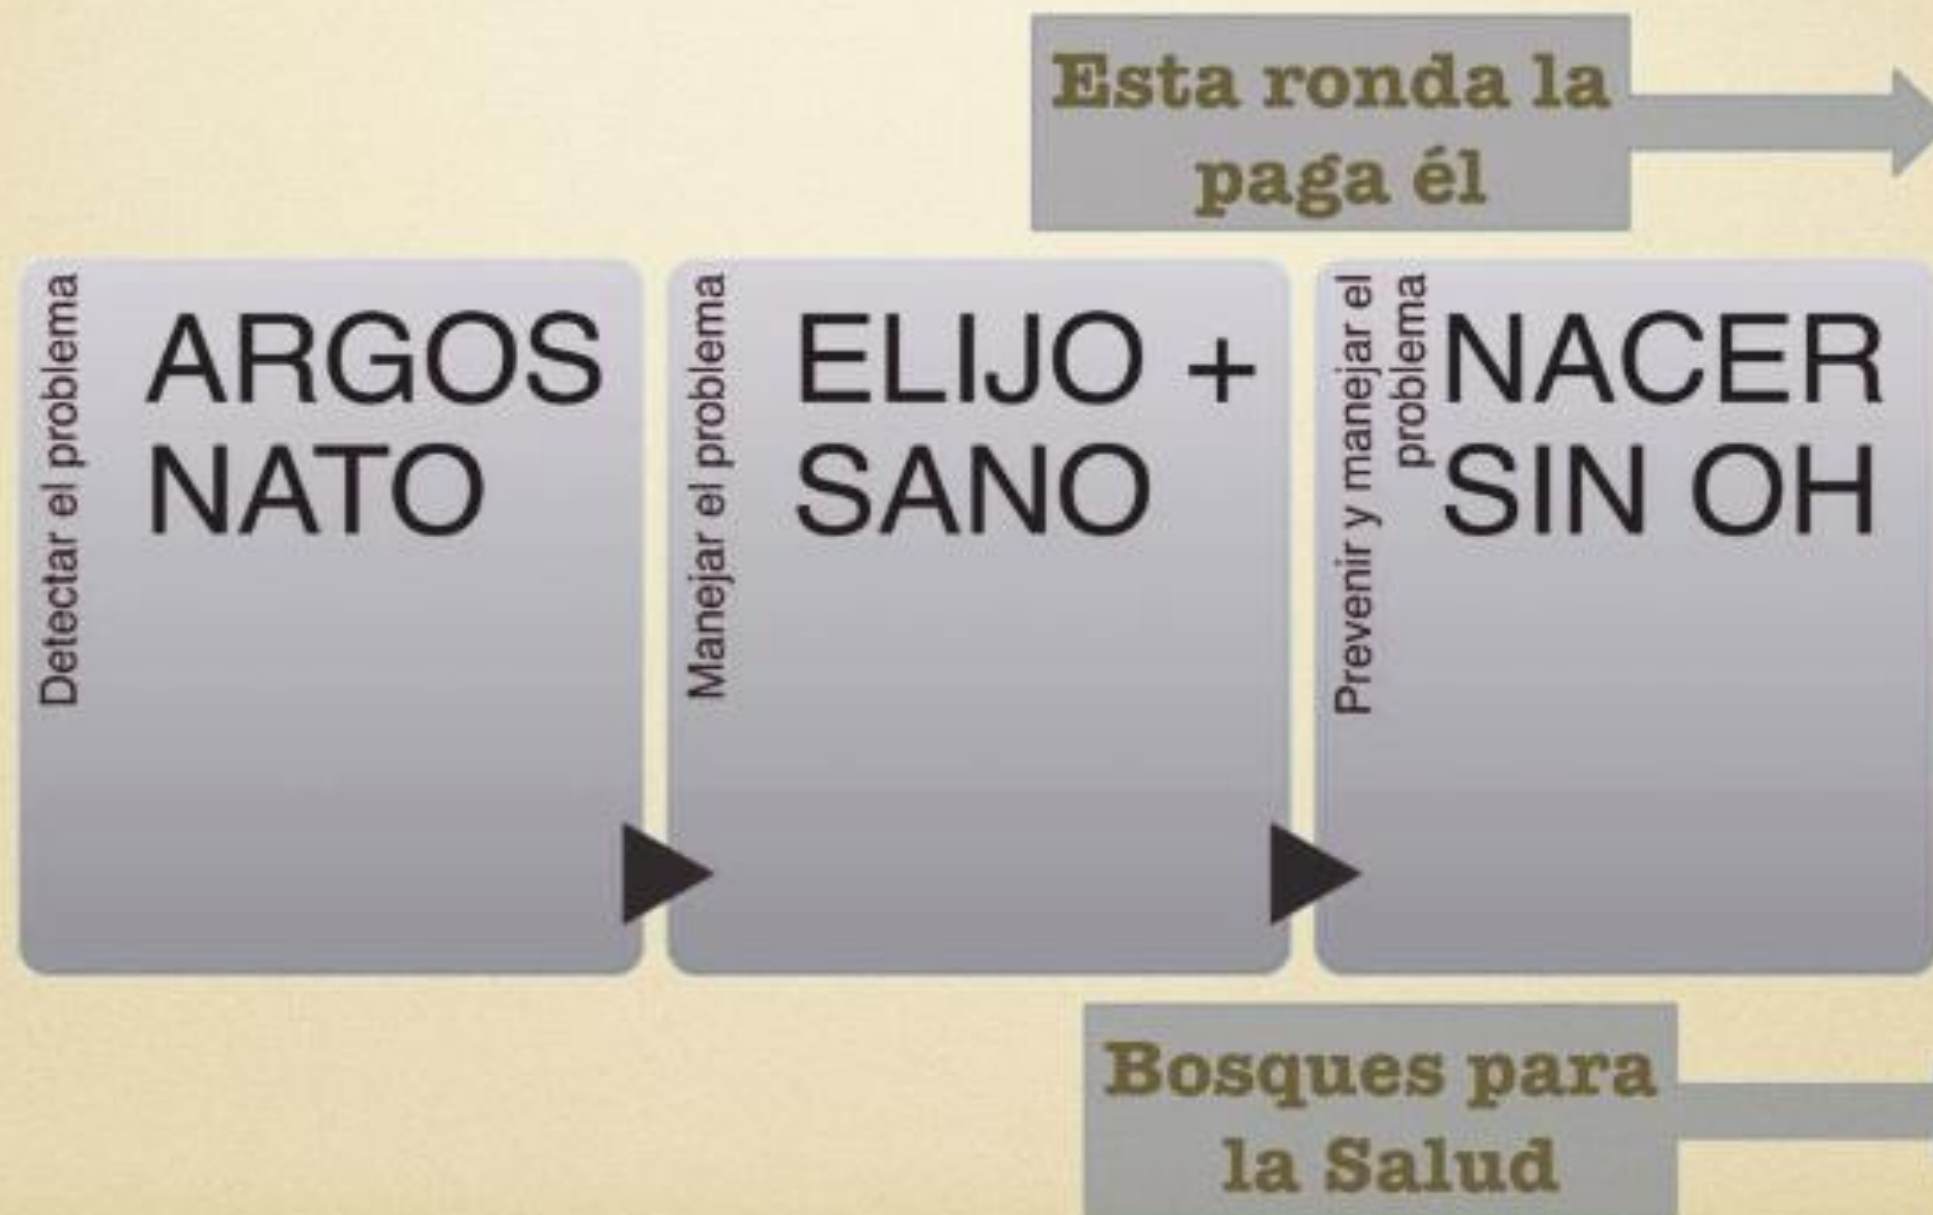 Esta ronda la
paga él
Detectar el problema
ARGOS
NATO
Manejar el problema
ELIJO +
SANO
Prevenir y manejar el
problema
NACER
SIN OH
Bosques para
la Salud